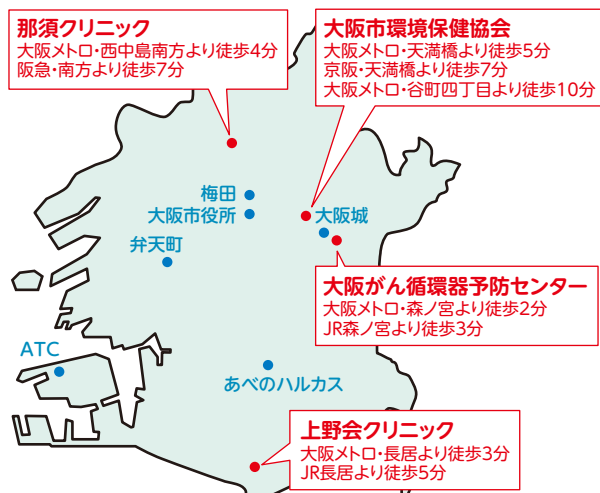 那須クリニック
大阪メトロ・西中島南方より徒歩4分
阪急・南方より徒歩7分
大阪市環境保健協会
大阪メトロ・天満橋より徒歩5分
京阪・天満橋より徒歩7分
大阪メトロ・谷町四丁目より徒歩10分
梅田
大阪市役所
大阪城
弁天町
大阪がん循環器予防センター
大阪メトロ・森ノ宮より徒歩2分
JR森ノ宮より徒歩3分
ATC
あべのハルカス
上野会クリニック
大阪メトロ・長居より徒歩3分
JR長居より徒歩5分